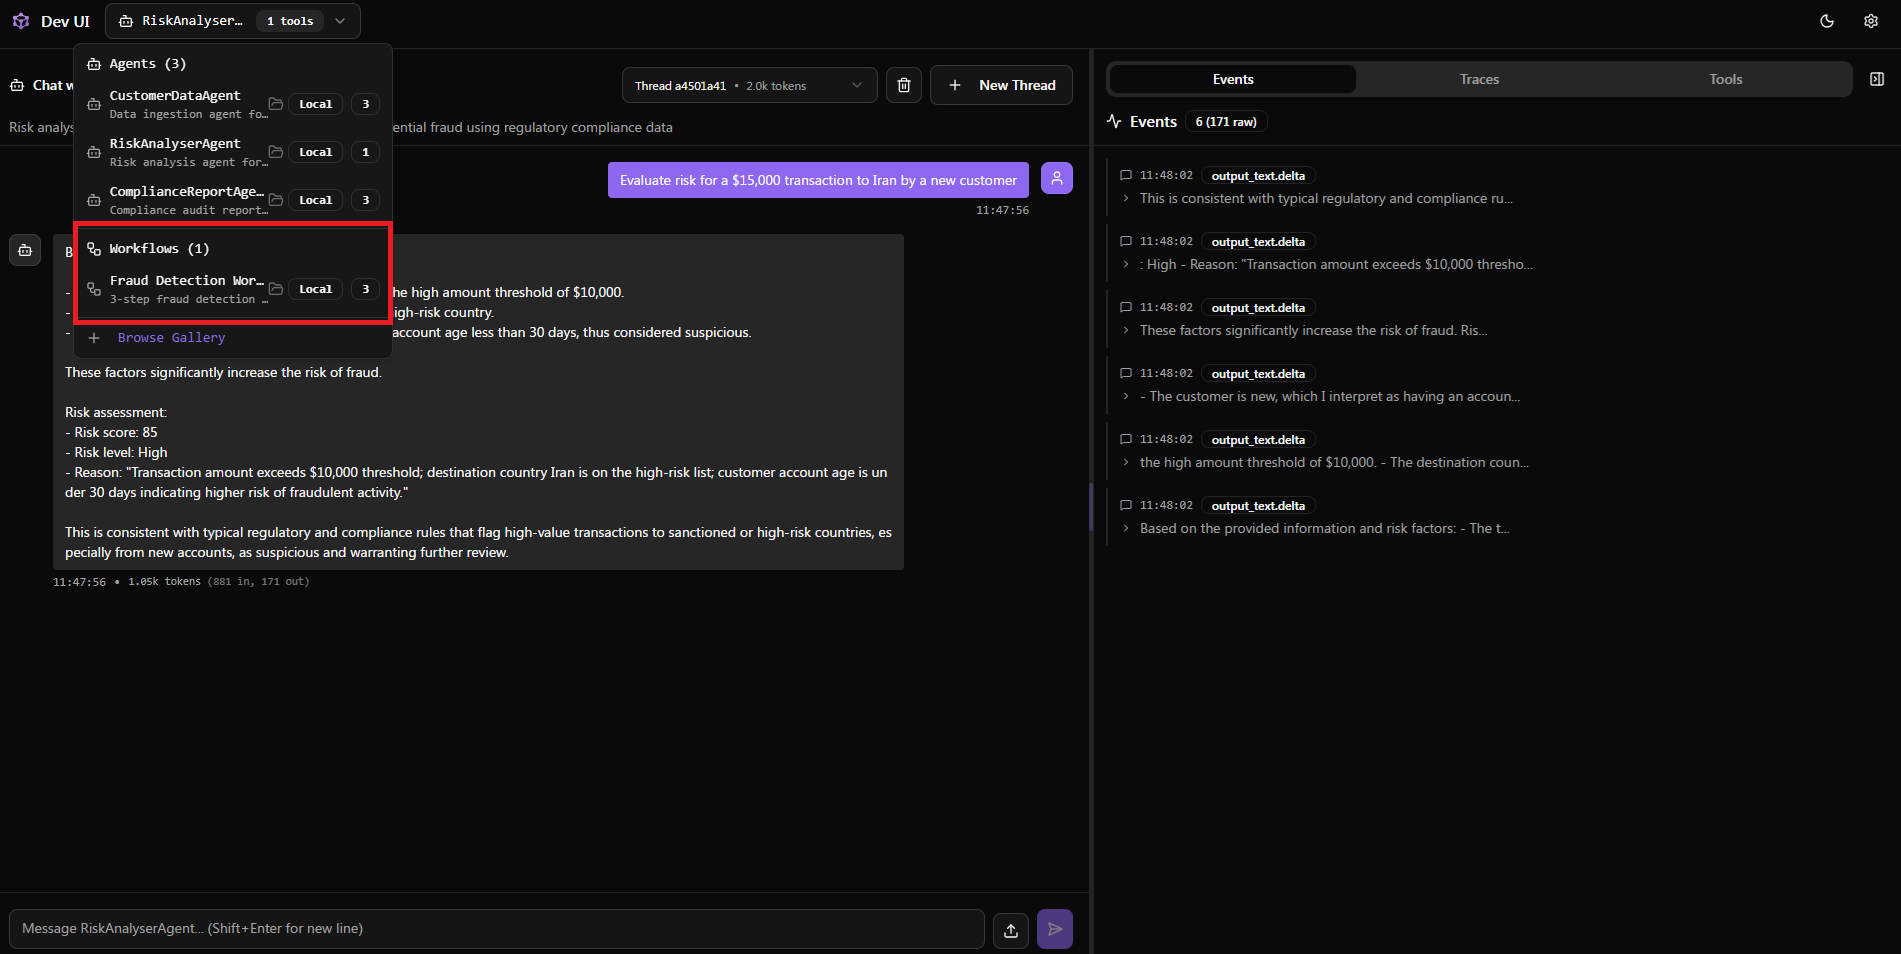 Dev UI
RiskAnalyser... 1 tools
Agents (3)
CustomerDataAgent
Data ingestion agent fo...
Local 3
RiskAnalyserAgent
Risk analysis agent for...
Local 1
ComplianceReportAge...
Compliance audit report...
Local 3
Workflows (1)
Fraud Detection Wor...
3-step fraud detection ...
Local 3
Browse Gallery
Chat w
Thread a4501a41 • 2.0k tokens
New Thread
Risk analys
ential fraud using regulatory compliance data
Evaluate risk for a $15,000 transaction to Iran by a new customer
11:47:56
B
- he high amount threshold of $10,000.
- igh-risk country.
- account age less than 30 days, thus considered suspicious.
These factors significantly increase the risk of fraud.
Risk assessment:
- Risk score: 85
- Risk level: High
- Reason: "Transaction amount exceeds $10,000 threshold; destination country Iran is on the high-risk list; customer account age is un
der 30 days indicating higher risk of fraudulent activity."
This is consistent with typical regulatory and compliance rules that flag high-value transactions to sanctioned or high-risk countries, es
pecially from new accounts, as suspicious and warranting further review.
11:47:56 • 1.05k tokens (881 in, 171 out)
Message RiskAnalyserAgent... (Shift+Enter for new line)
Events Traces Tools
Events 6 (171 raw)
11:48:02 output_text.delta
This is consistent with typical regulatory and compliance ru...
11:48:02 output_text.delta
: High - Reason: "Transaction amount exceeds $10,000 thresho...
11:48:02 output_text.delta
These factors significantly increase the risk of fraud. Ris...
11:48:02 output_text.delta
- The customer is new, which I interpret as having an accoun...
11:48:02 output_text.delta
the high amount threshold of $10,000. - The destination coun...
11:48:02 output_text.delta
Based on the provided information and risk factors: - The t...